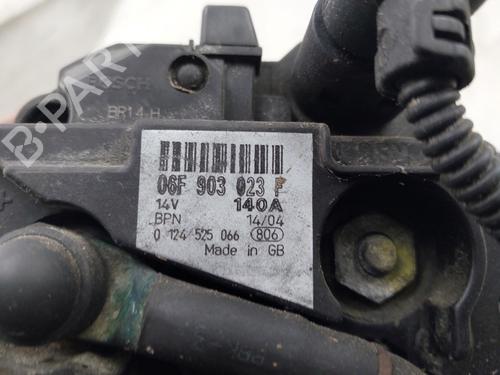 BOSCH
BR14-H
06F 903 023 F
14V 140A
BPN 14/04
0 124 525 066 806
Made in GB
B-PARTS